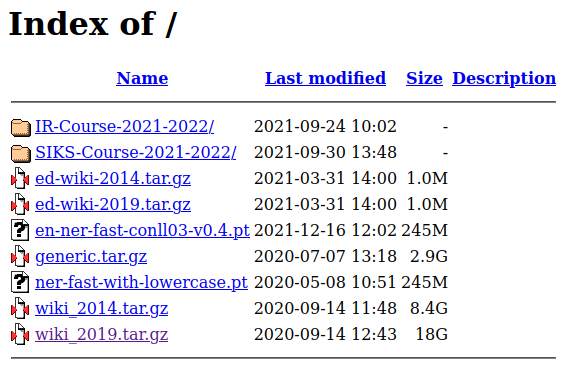 Index of /
Name Last modified Size Description
IR-Course-2021-2022/ 2021-09-24 10:02 -
SIKS-Course-2021-2022/ 2021-09-30 13:48 -
ed-wiki-2014.tar.gz 2021-03-31 14:00 1.0M
ed-wiki-2019.tar.gz 2021-03-31 14:00 1.0M
? en-ner-fast-conll03-v0.4.pt 2021-12-16 12:02 245M
generic.tar.gz 2020-07-07 13:18 2.9G
? ner-fast-with-lowercase.pt 2020-05-08 10:51 245M
wiki_2014.tar.gz 2020-09-14 11:48 8.4G
wiki_2019.tar.gz 2020-09-14 12:43 18G